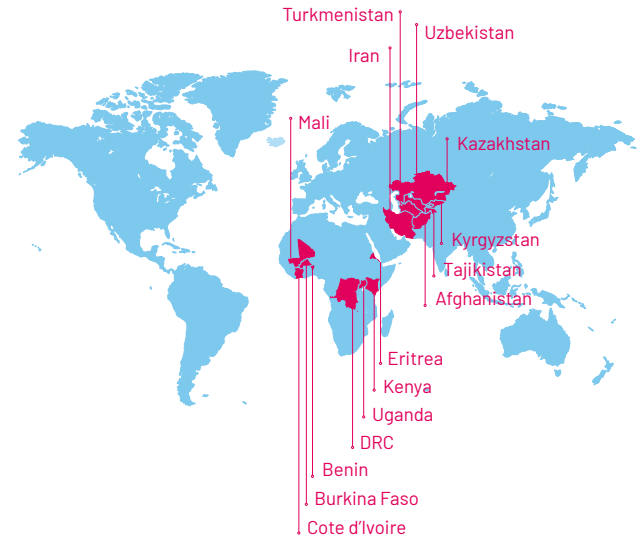 Turkmenistan
Uzbekistan
Iran
Mali
Kazakhstan
Kyrgyzstan
Tajikistan
Afghanistan
Eritrea
Kenya
Uganda
DRC
Benin
Burkina Faso
Cote d’Ivoire